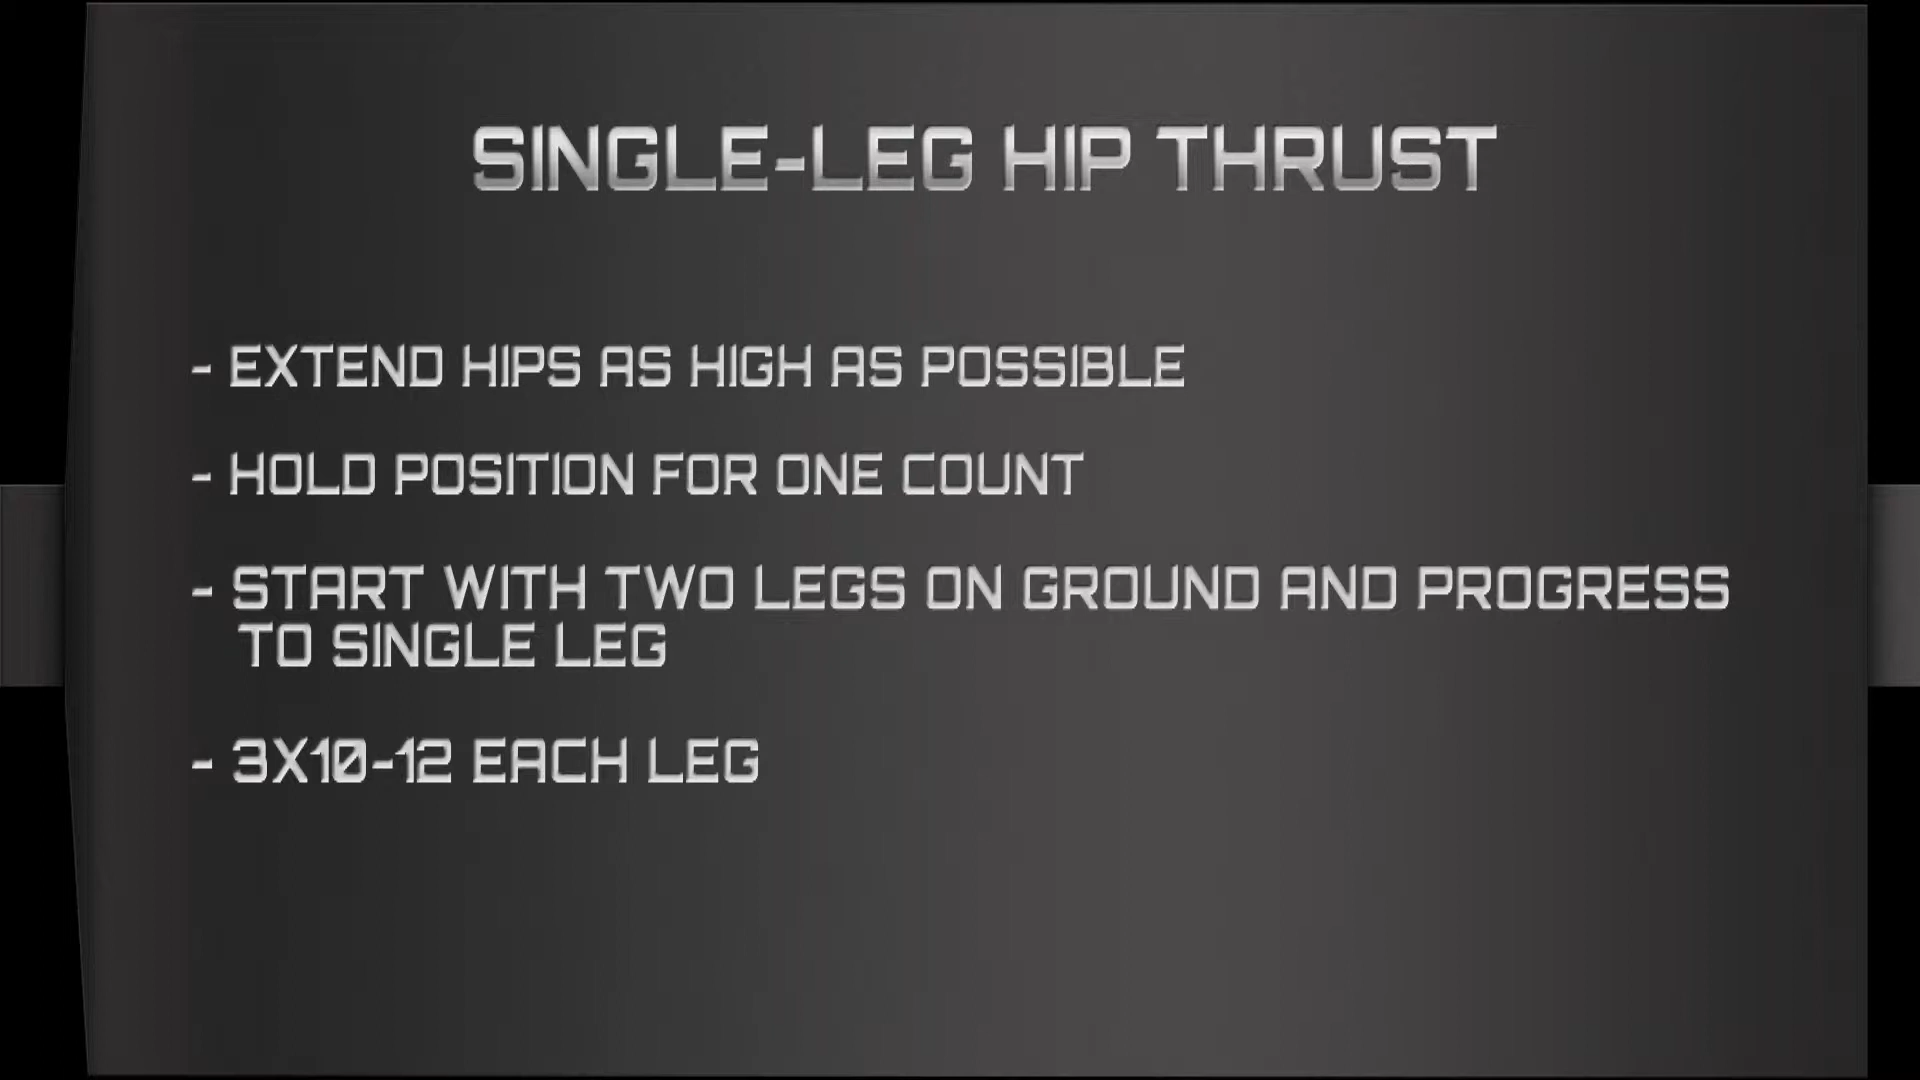 SINGLE-LEG HIP THRUST
- EXTEND HIPS AS HIGH AS POSSIBLE
- HOLD POSITION FOR ONE COUNT
- START WITH TWO LEGS ON GROUND AND PROGRESS
TO SINGLE LEG
- 3X10-12 EACH LEG